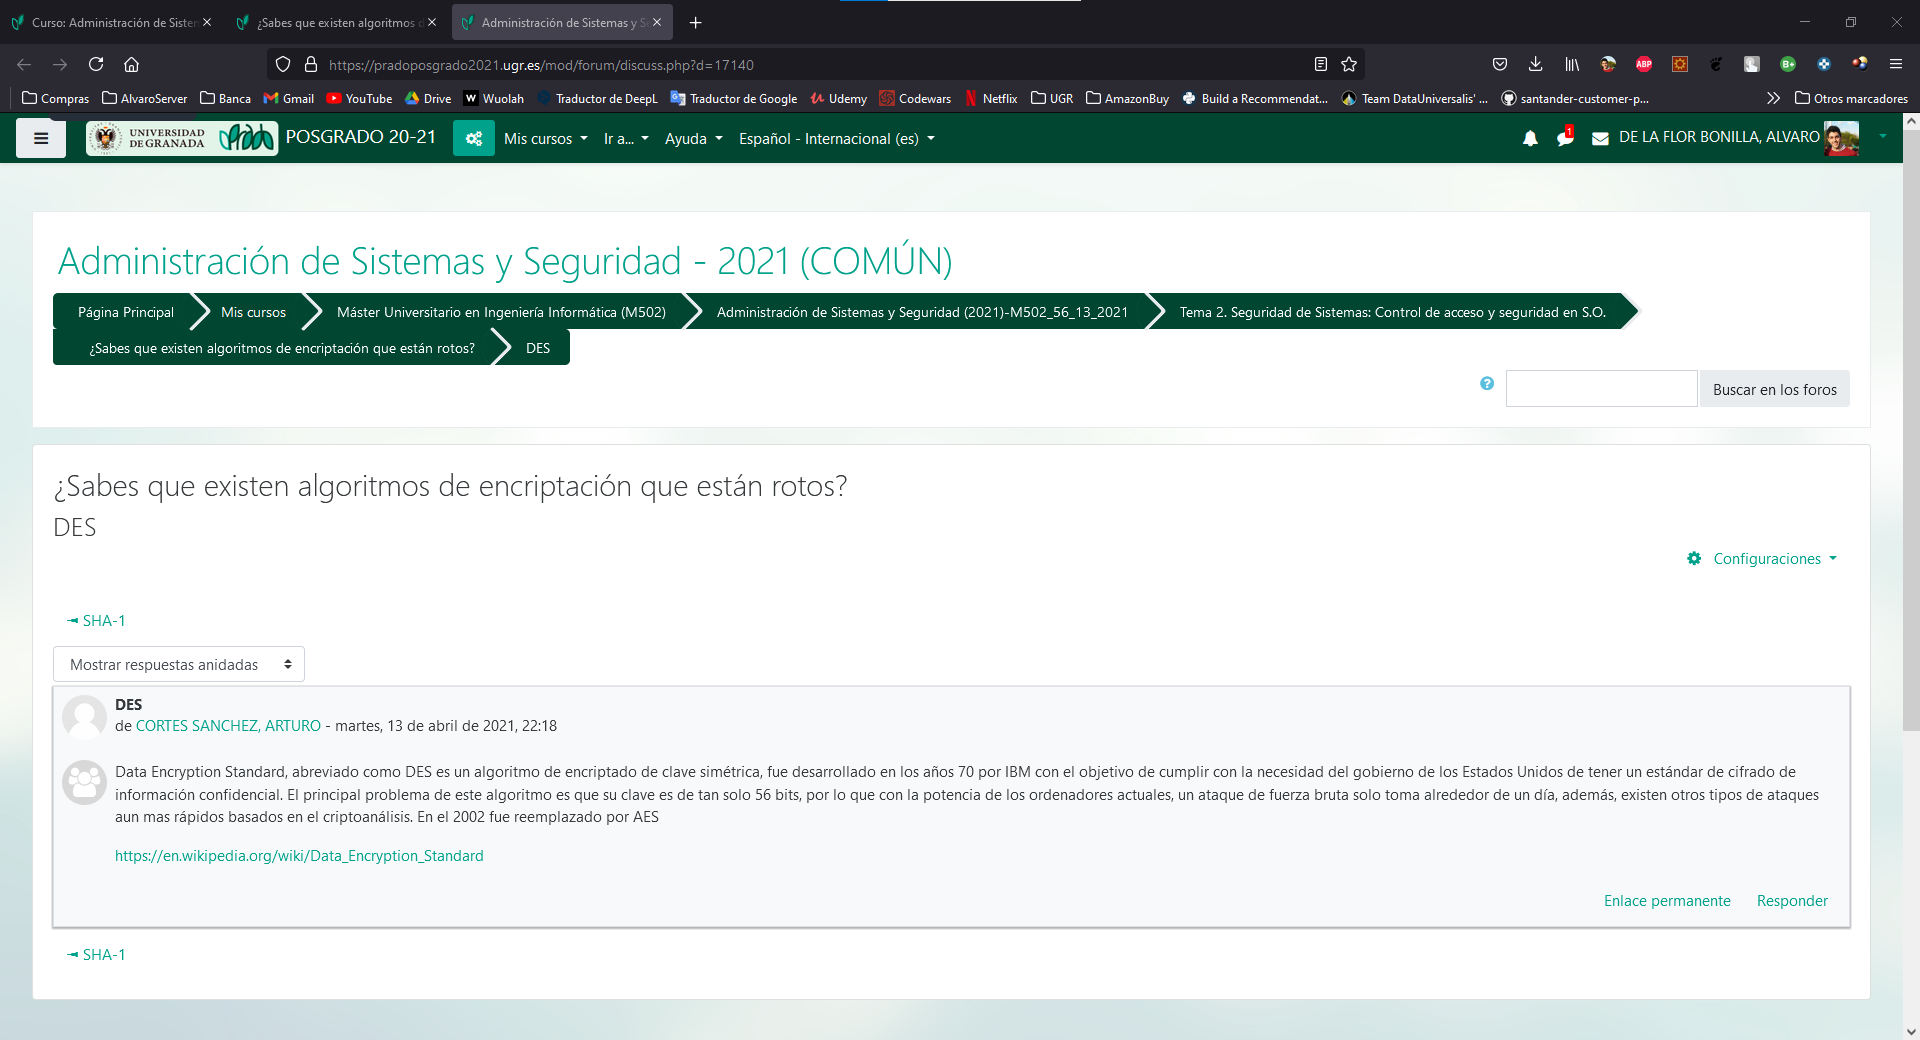 Curso: Administración de Sister
¿Sabes que existen algoritmos d
Administración de Sistemas y Se
https://pradoposgrado2021.ugr.es/mod/forum/discuss.php?d=17140
ABP
B+
Compras
AlvaroServer
Banca
Gmail
YouTube
Drive
Wuolah
Traductor de DeepL
Traductor de Google
Udemy
Codewars
Netflix
UGR
AmazonBuy
Build a Recommendat...
Team DataUniversalis' ...
santander-customer-p...
Otros marcadores
UNIVERSIDAD
DE GRANADA
POSGRADO 20-21
Mis cursos
Ir a...
Ayuda
Español - Internacional (es)
1
DE LA FLOR BONILLA, ALVARO
Administración de Sistemas y Seguridad - 2021 (COMÚN)
Página Principal
Mis cursos
Máster Universitario en Ingeniería Informática (M502)
Administración de Sistemas y Seguridad (2021)-M502_56_13_2021
Tema 2. Seguridad de Sistemas: Control de acceso y seguridad en S.O.
¿Sabes que existen algoritmos de encriptación que están rotos?
DES
Buscar en los foros
¿Sabes que existen algoritmos de encriptación que están rotos?
DES
Configuraciones
◄ SHA-1
Mostrar respuestas anidadas
DES
de CORTES SANCHEZ, ARTURO - martes, 13 de abril de 2021, 22:18
Data Encryption Standard, abreviado como DES es un algoritmo de encriptado de clave simétrica, fue desarrollado en los años 70 por IBM con el objetivo de cumplir con la necesidad del gobierno de los Estados Unidos de tener un estándar de cifrado de
información confidencial. El principal problema de este algoritmo es que su clave es de tan solo 56 bits, por lo que con la potencia de los ordenadores actuales, un ataque de fuerza bruta solo toma alrededor de un día, además, existen otros tipos de ataques
aun mas rápidos basados en el criptoanálisis. En el 2002 fue reemplazado por AES
https://en.wikipedia.org/wiki/Data_Encryption_Standard
Enlace permanente
Responder
◄ SHA-1